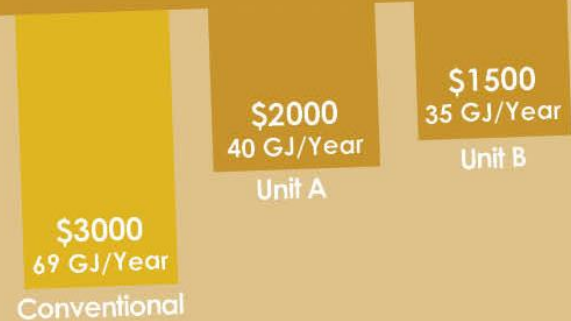 $3000
69 GJ/Year
Conventional
$2000
40 GJ/Year
Unit A
$1500
35 GJ/Year
Unit B